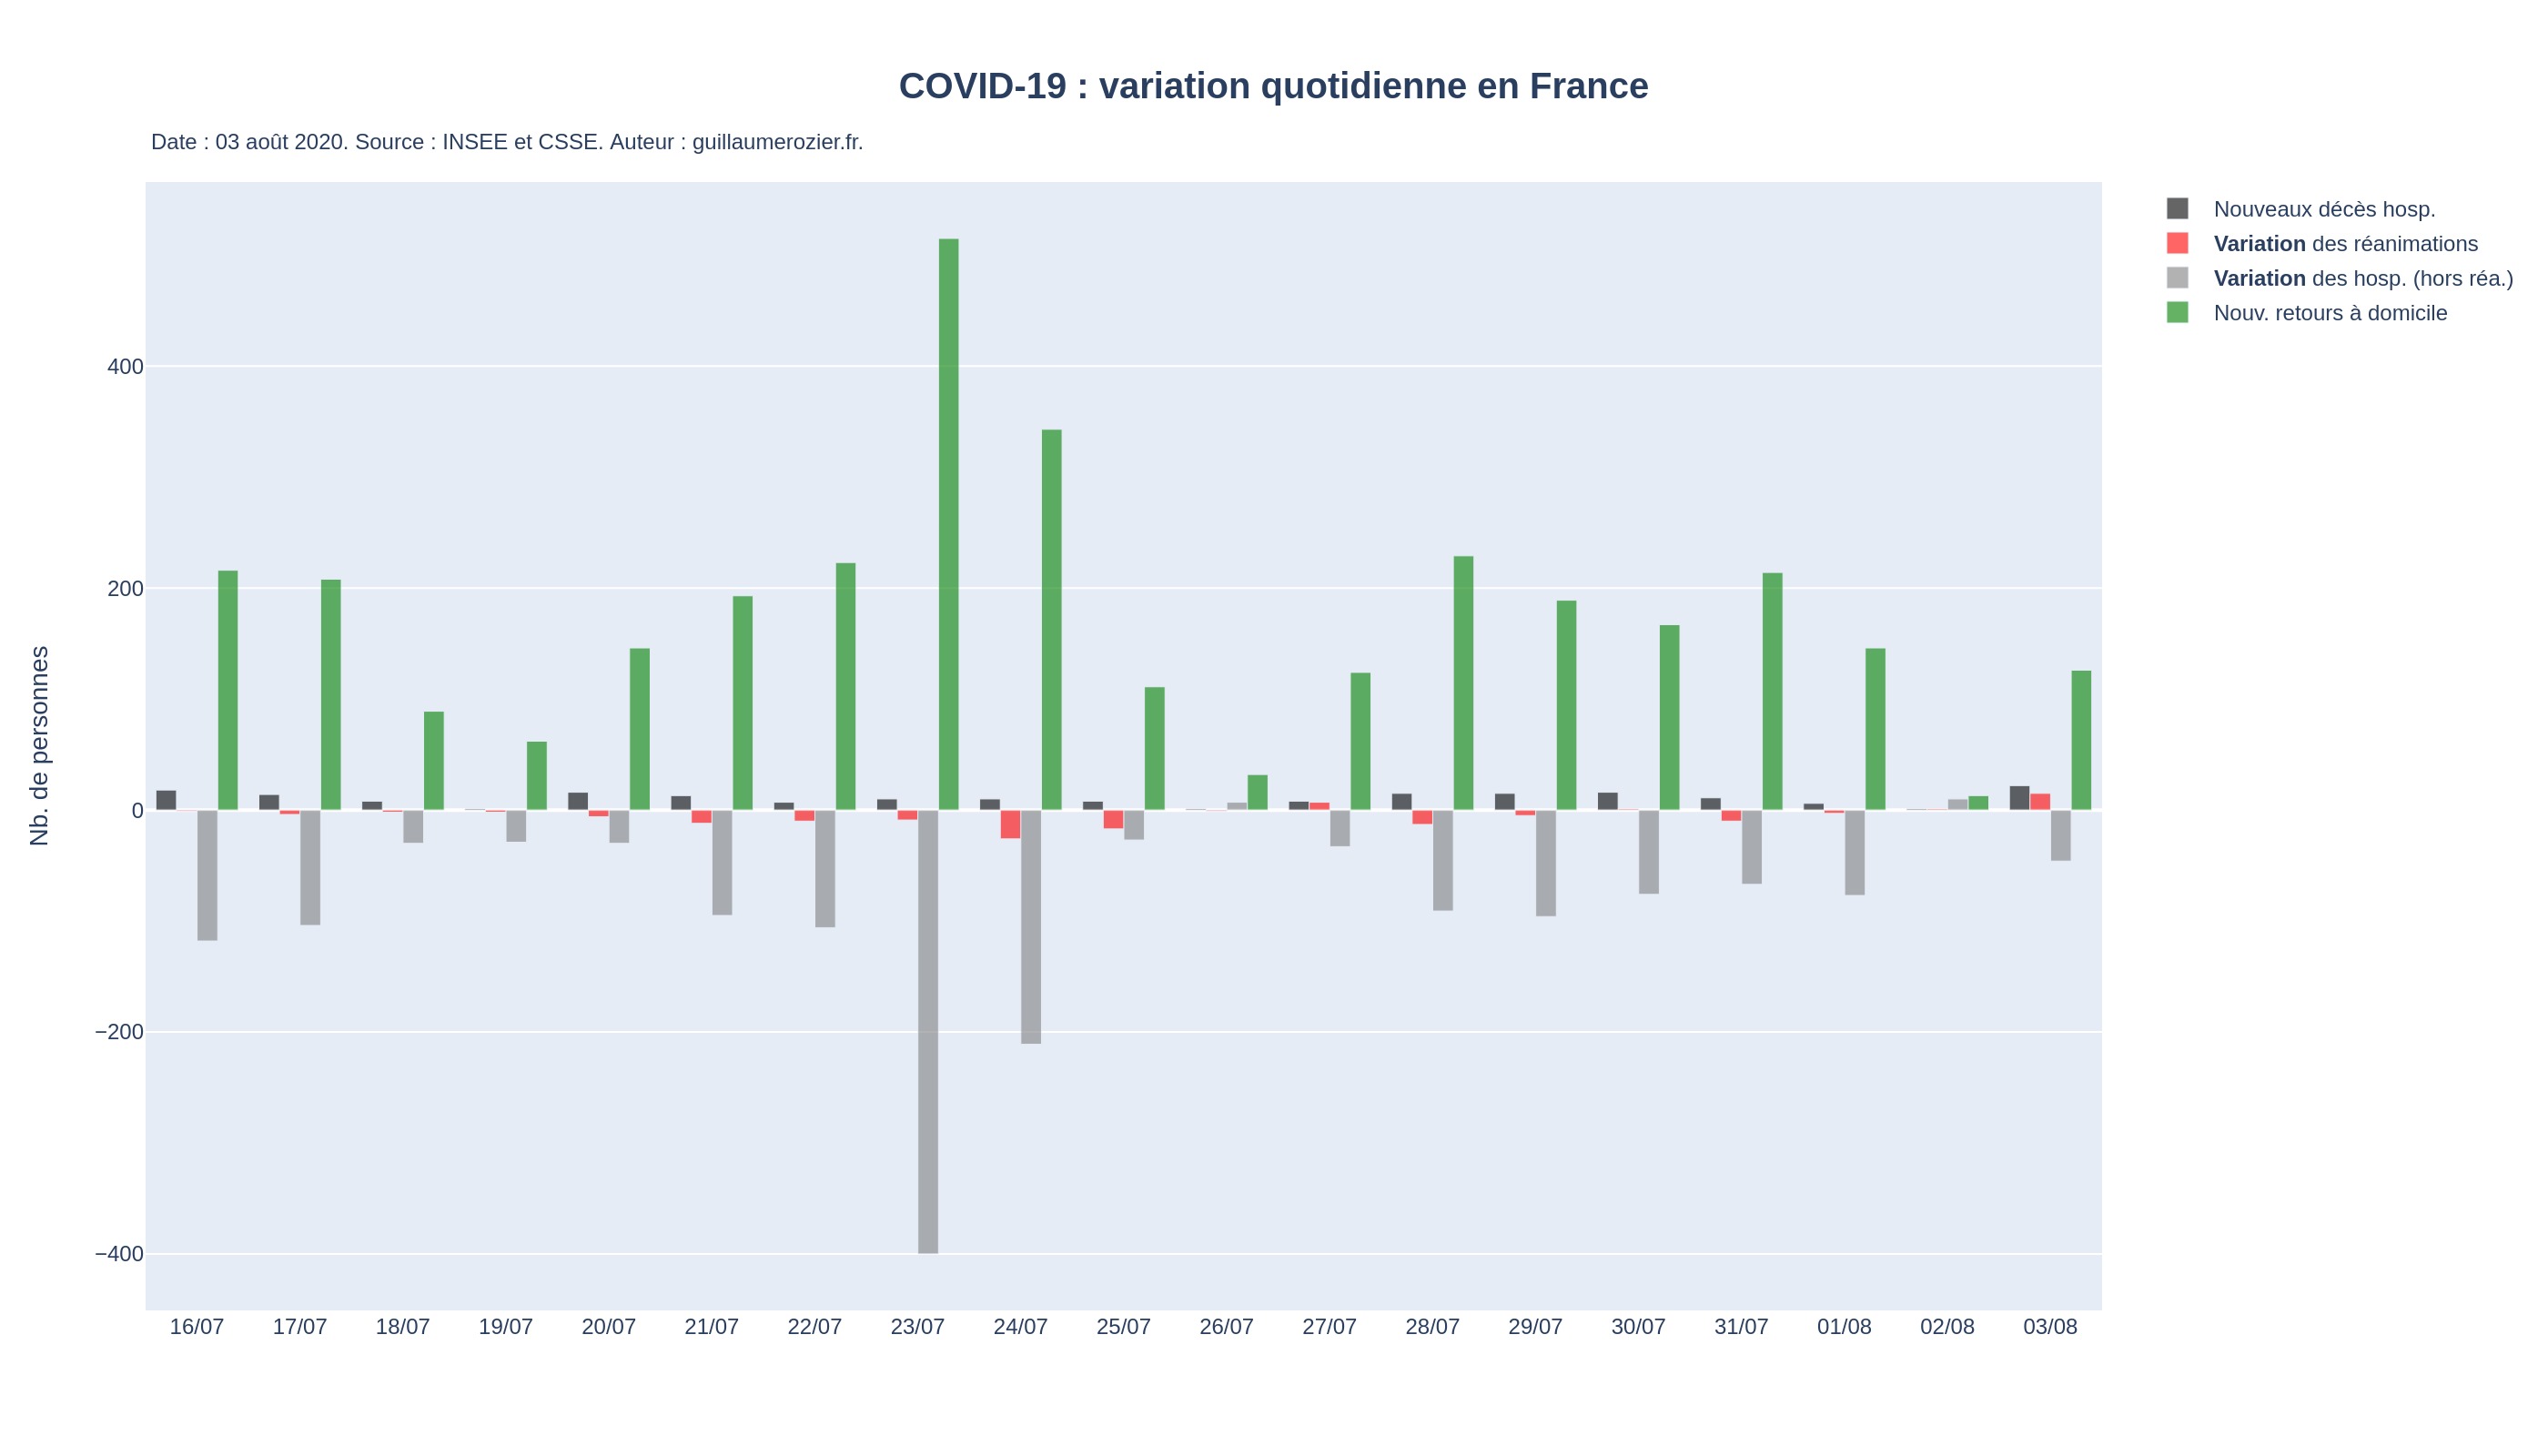 COVID-19 : variation quotidienne en France
Date : 03 août 2020. Source : INSEE et CSSE. Auteur : guillaumerozier.fr.
Nouveaux décès hosp.
Variation des réanimations
Variation des hosp. (hors réa.)
Nouv. retours à domicile
Nb. de personnes
400
200
0
−200
−400
16/07 17/07 18/07 19/07 20/07 21/07 22/07 23/07 24/07 25/07 26/07 27/07 28/07 29/07 30/07 31/07 01/08 02/08 03/08